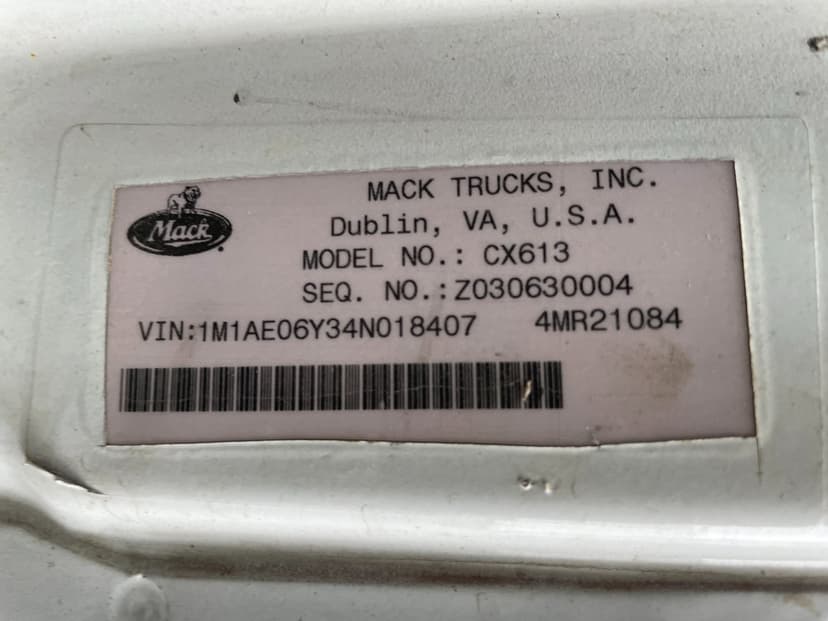 MACK TRUCKS, INC.
Mack
Dublin, VA, U.S.A.
MODEL NO.: CX613
SEQ. NO.:Z030630004
VIN:1M1AE06Y34N018407 4MR21084